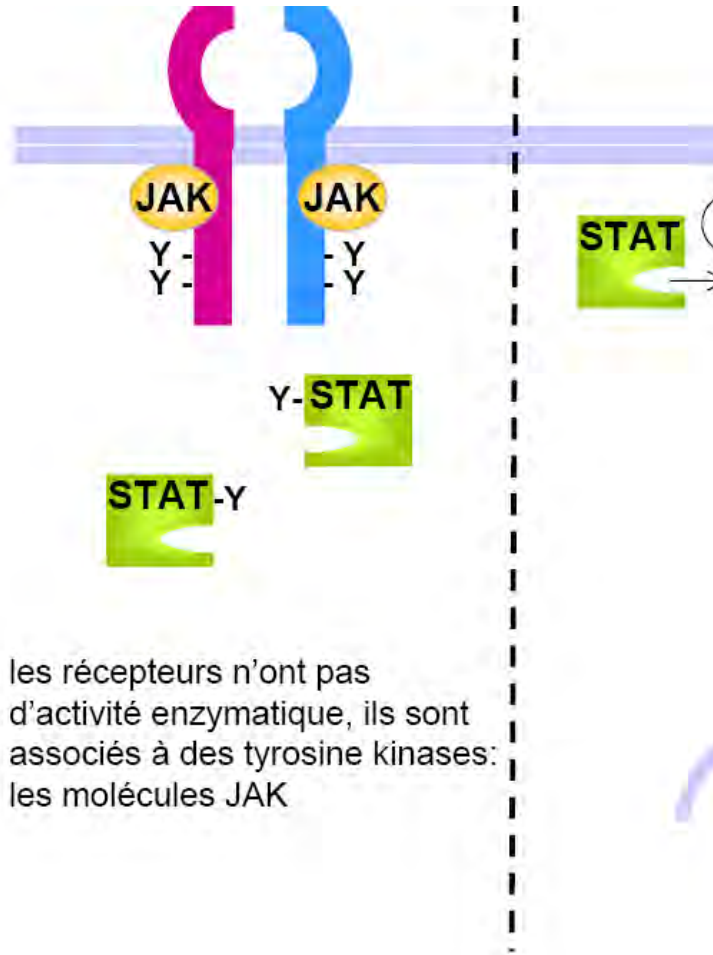 JAK JAK
Y - - Y
Y - - Y
STAT
Y- STAT
STAT -Y
les récepteurs n'ont pas
d'activité enzymatique, ils sont
associés à des tyrosine kinases:
les molécules JAK